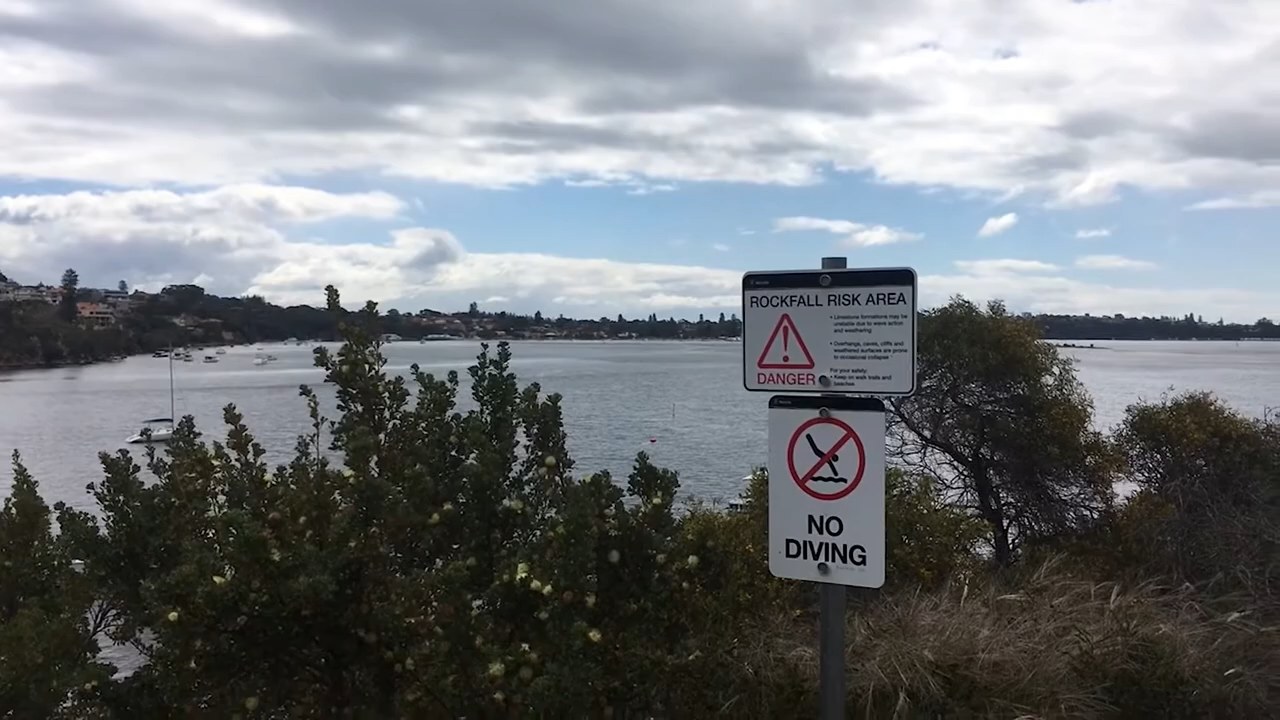 ROCKFALL RISK AREA
• Limestone formations may be
unstable due to wave action
and weathering
• Overhangs, caves, cliffs and
weathered surfaces are prone
to occasional collapse
For your safety:
• Keep on walk trails and
beaches
DANGER
NO
DIVING